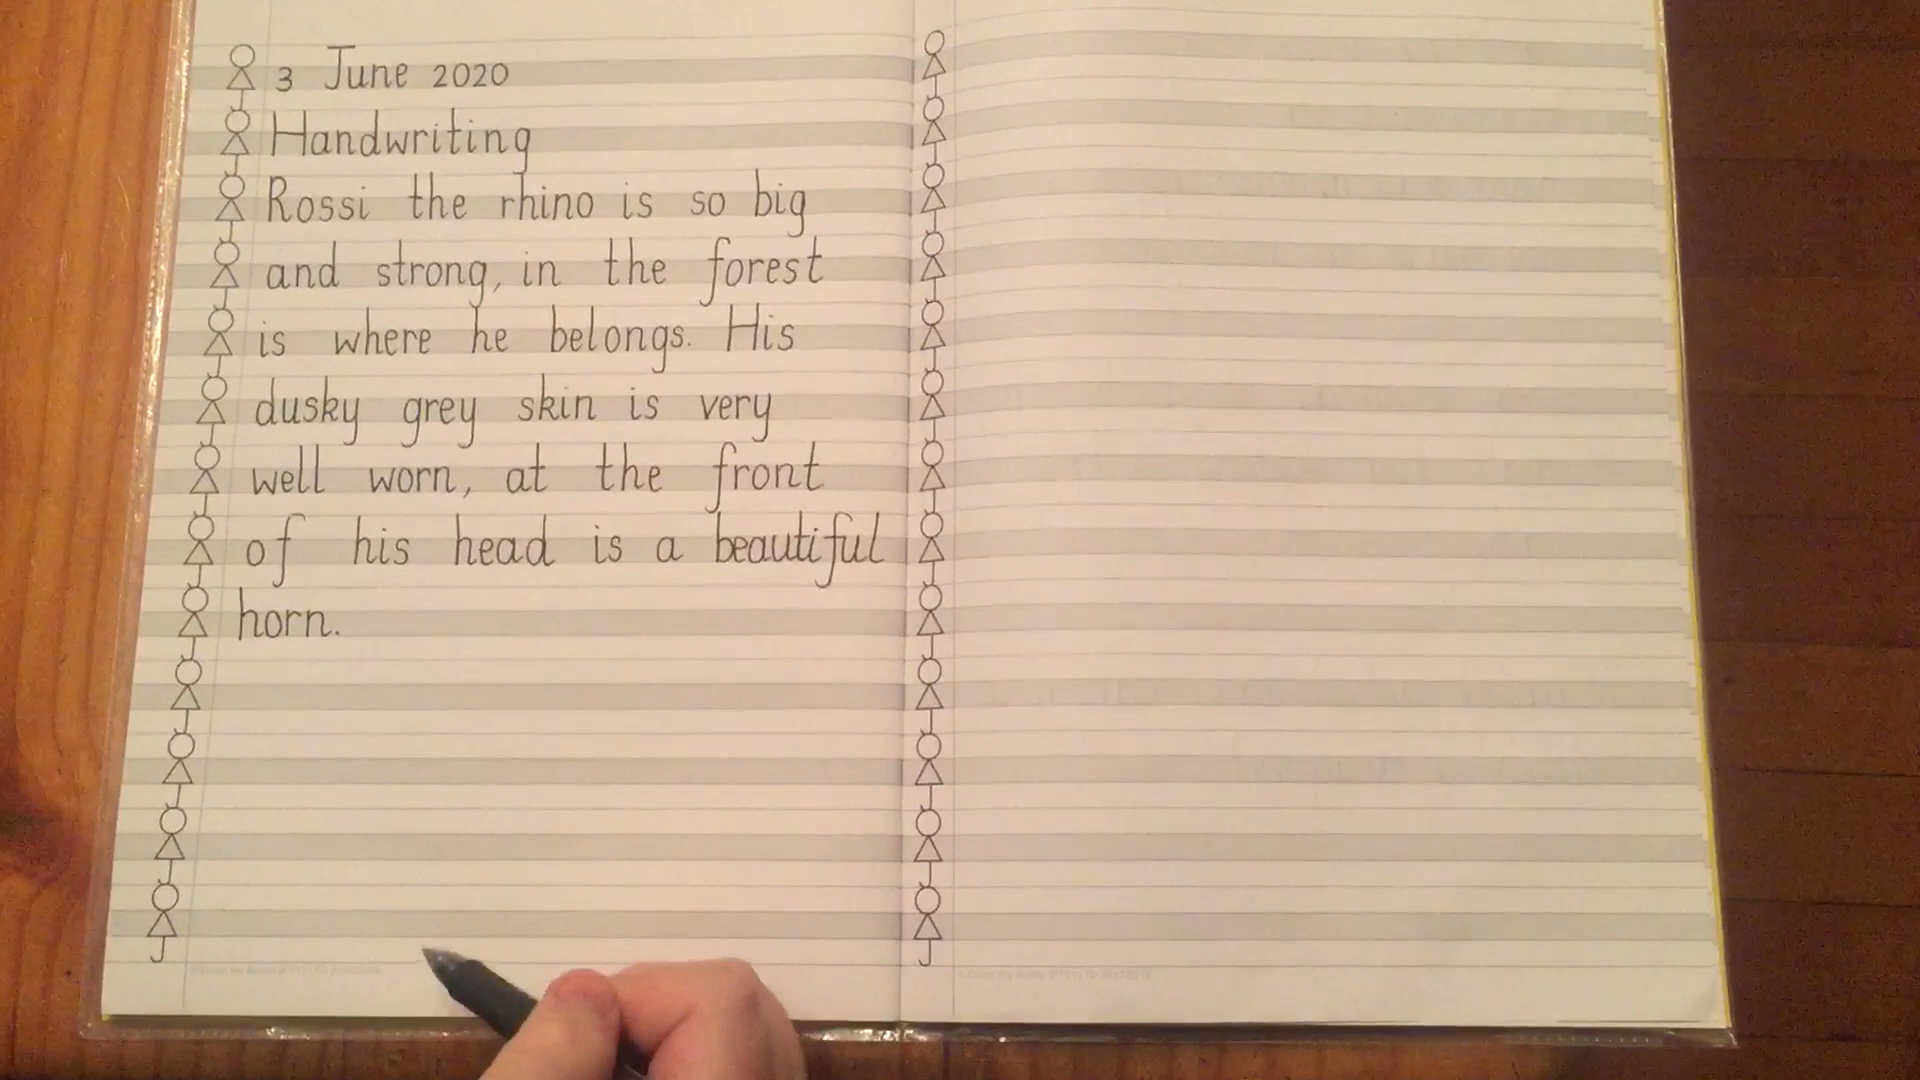 3 June 2020
Handwriting
Rossi the rhino is so big
and strong, in the forest
is where he belongs. His
dusky grey skin is very
well worn, at the front
of his head is a beautiful
horn.